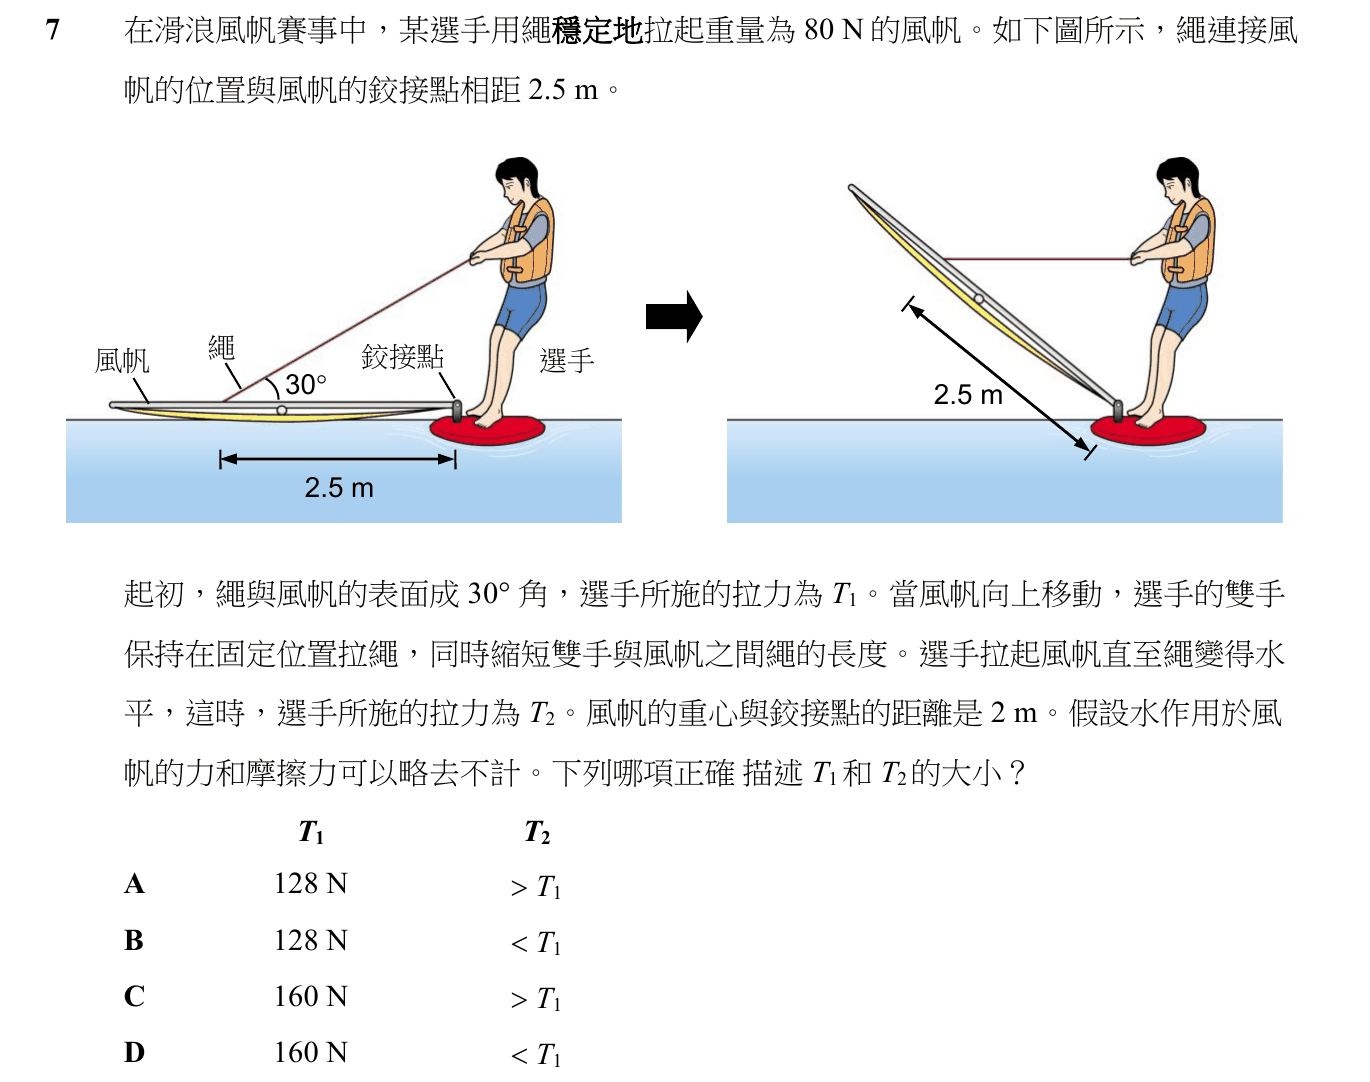 7 在滑浪風帆賽事中，某選手用繩穩定地拉起重量為 80 N 的風帆。如下圖所示，繩連接風
帆的位置與風帆的鉸接點相距 2.5 m。
風帆
繩
30°
鉸接點
選手
2.5 m
2.5 m
起初，繩與風帆的表面成 30° 角，選手所施的拉力為 T1。當風帆向上移動，選手的雙手
保持在固定位置拉繩，同時縮短雙手與風帆之間繩的長度。選手拉起風帆直至繩變得水
平，這時，選手所施的拉力為 T2。風帆的重心與鉸接點的距離是 2 m。假設水作用於風
帆的力和摩擦力可以略去不計。下列哪項正確 描述 T1 和 T2 的大小？
T1 T2
A 128 N > T1
B 128 N < T1
C 160 N > T1
D 160 N < T1